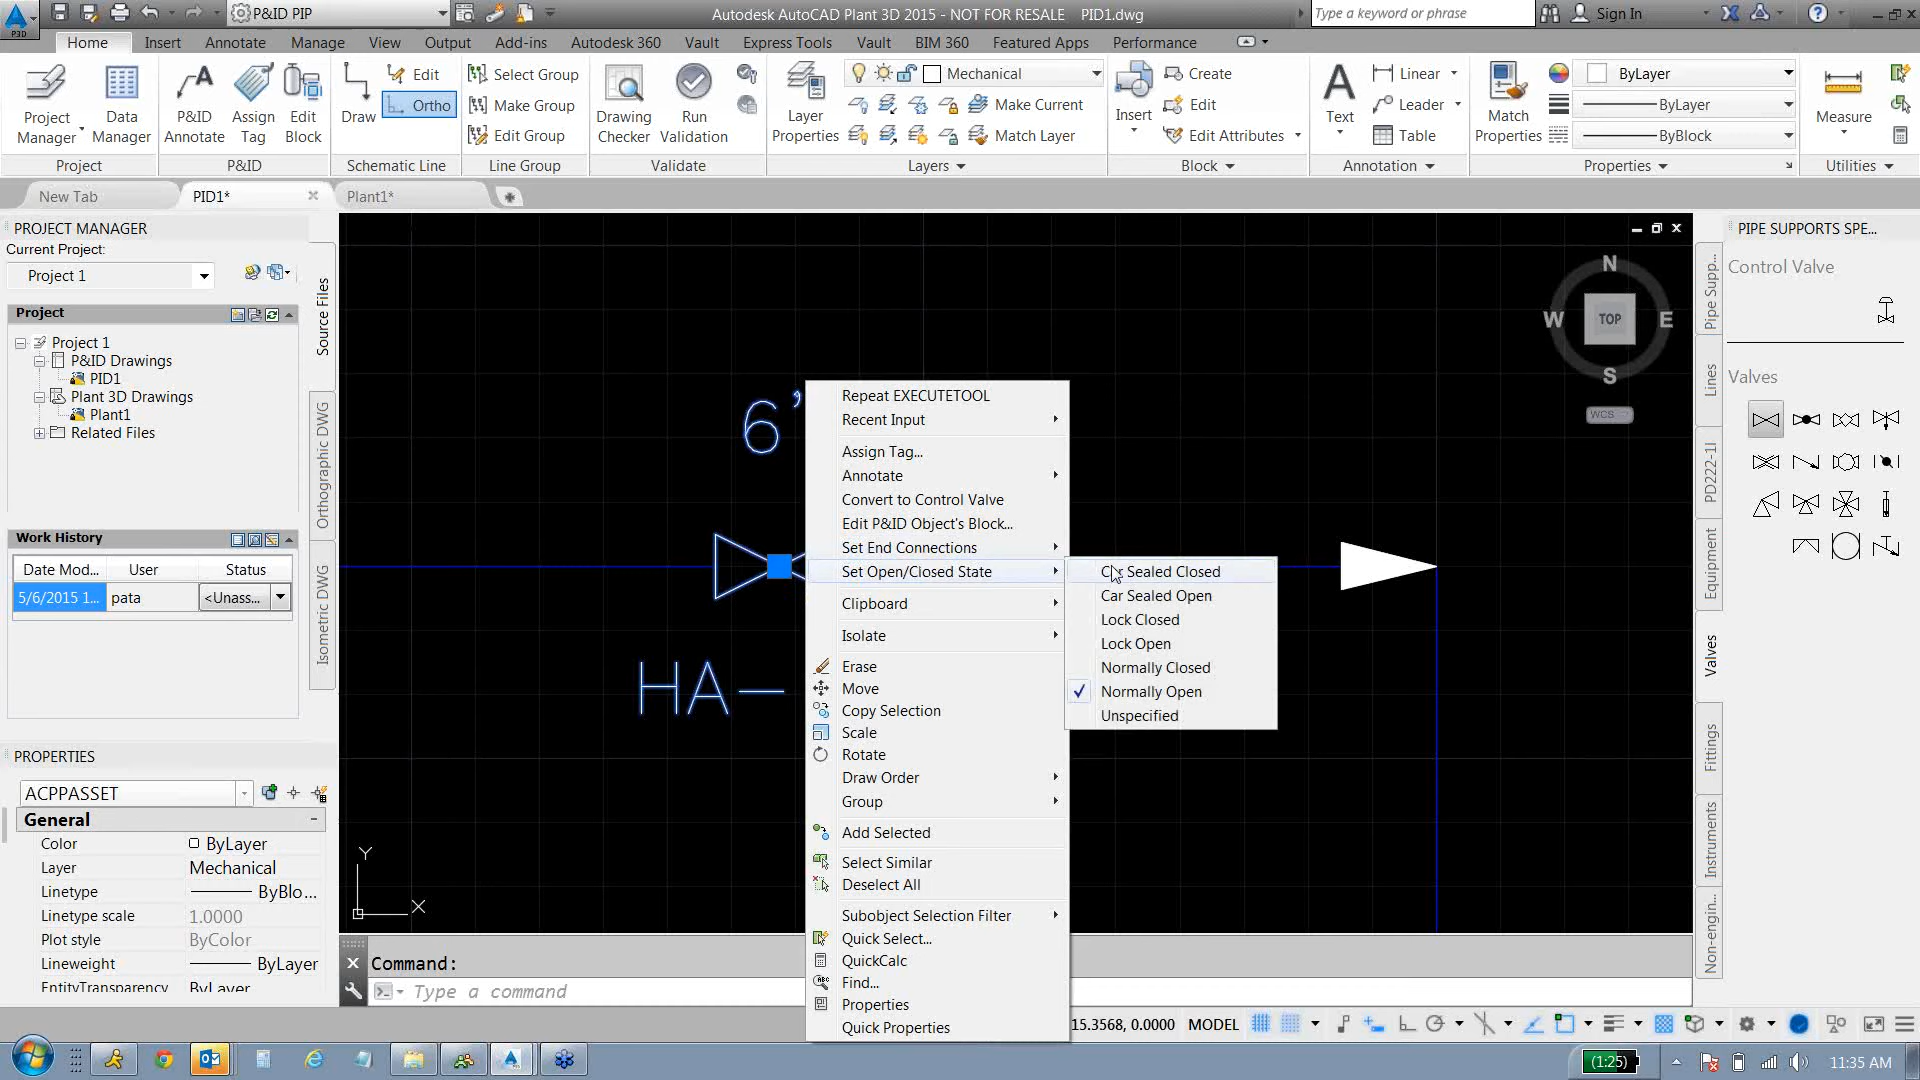 P&ID PIP
Autodesk AutoCAD Plant 3D 2015 - NOT FOR RESALE PID1.dwg
Type a keyword or phrase
Sign In
P3D
Home Insert Annotate Manage View Output Add-ins Autodesk 360 Vault Express Tools Vault BIM 360 Featured Apps Performance
Project Manager
Data Manager
P&ID Annotate
Assign Tag
Edit Block
Draw
Edit
Ortho
Select Group
Make Group
Edit Group
Drawing Checker
Run Validation
Layer Properties
Mechanical
Make Current
Match Layer
Insert
Create
Edit
Edit Attributes
Text
Linear
Leader
Table
Match Properties
ByLayer
ByLayer
ByBlock
Measure
Project P&ID Schematic Line Line Group Validate Layers Block Annotation Properties Utilities
New Tab PID1* Plant1*
PROJECT MANAGER
Current Project:
Project 1
Project
Project 1
P&ID Drawings
PID1
Plant 3D Drawings
Plant1
Related Files
Source Files
Orthographic DWG
Isometric DWG
Work History
Date Mod... User Status
5/6/2015 1... pata <Unass...
PROPERTIES
ACPPASSET
General
Color ByLayer
Layer Mechanical
Linetype ByBlo...
Linetype scale 1.0000
Plot style ByColor
Lineweight ByLayer
EntityTransparency ByLayer
6'
HA-
Y
X
Repeat EXECUTETOOL
Recent Input
Assign Tag...
Annotate
Convert to Control Valve
Edit P&ID Object's Block...
Set End Connections
Set Open/Closed State
Clipboard
Isolate
Erase
Move
Copy Selection
Scale
Rotate
Draw Order
Group
Add Selected
Select Similar
Deselect All
Subobject Selection Filter
Quick Select...
QuickCalc
Find...
Properties
Quick Properties
Car Sealed Closed
Car Sealed Open
Lock Closed
Lock Open
Normally Closed
Normally Open
Unspecified
N
W TOP E
S
WCS
PIPE SUPPORTS SPE...
Control Valve
Valves
Pipe Supp...
Lines
PD222-1I
Equipment
Valves
Fittings
Instruments
Non-engin...
Command:
Type a command
15.3568, 0.0000 MODEL
(1:25)
11:35 AM